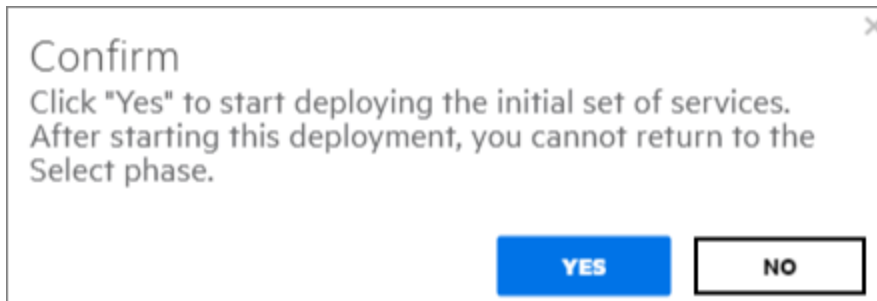 Confirm
Click "Yes" to start deploying the initial set of services.
After starting this deployment, you cannot return to the
Select phase.
YES NO